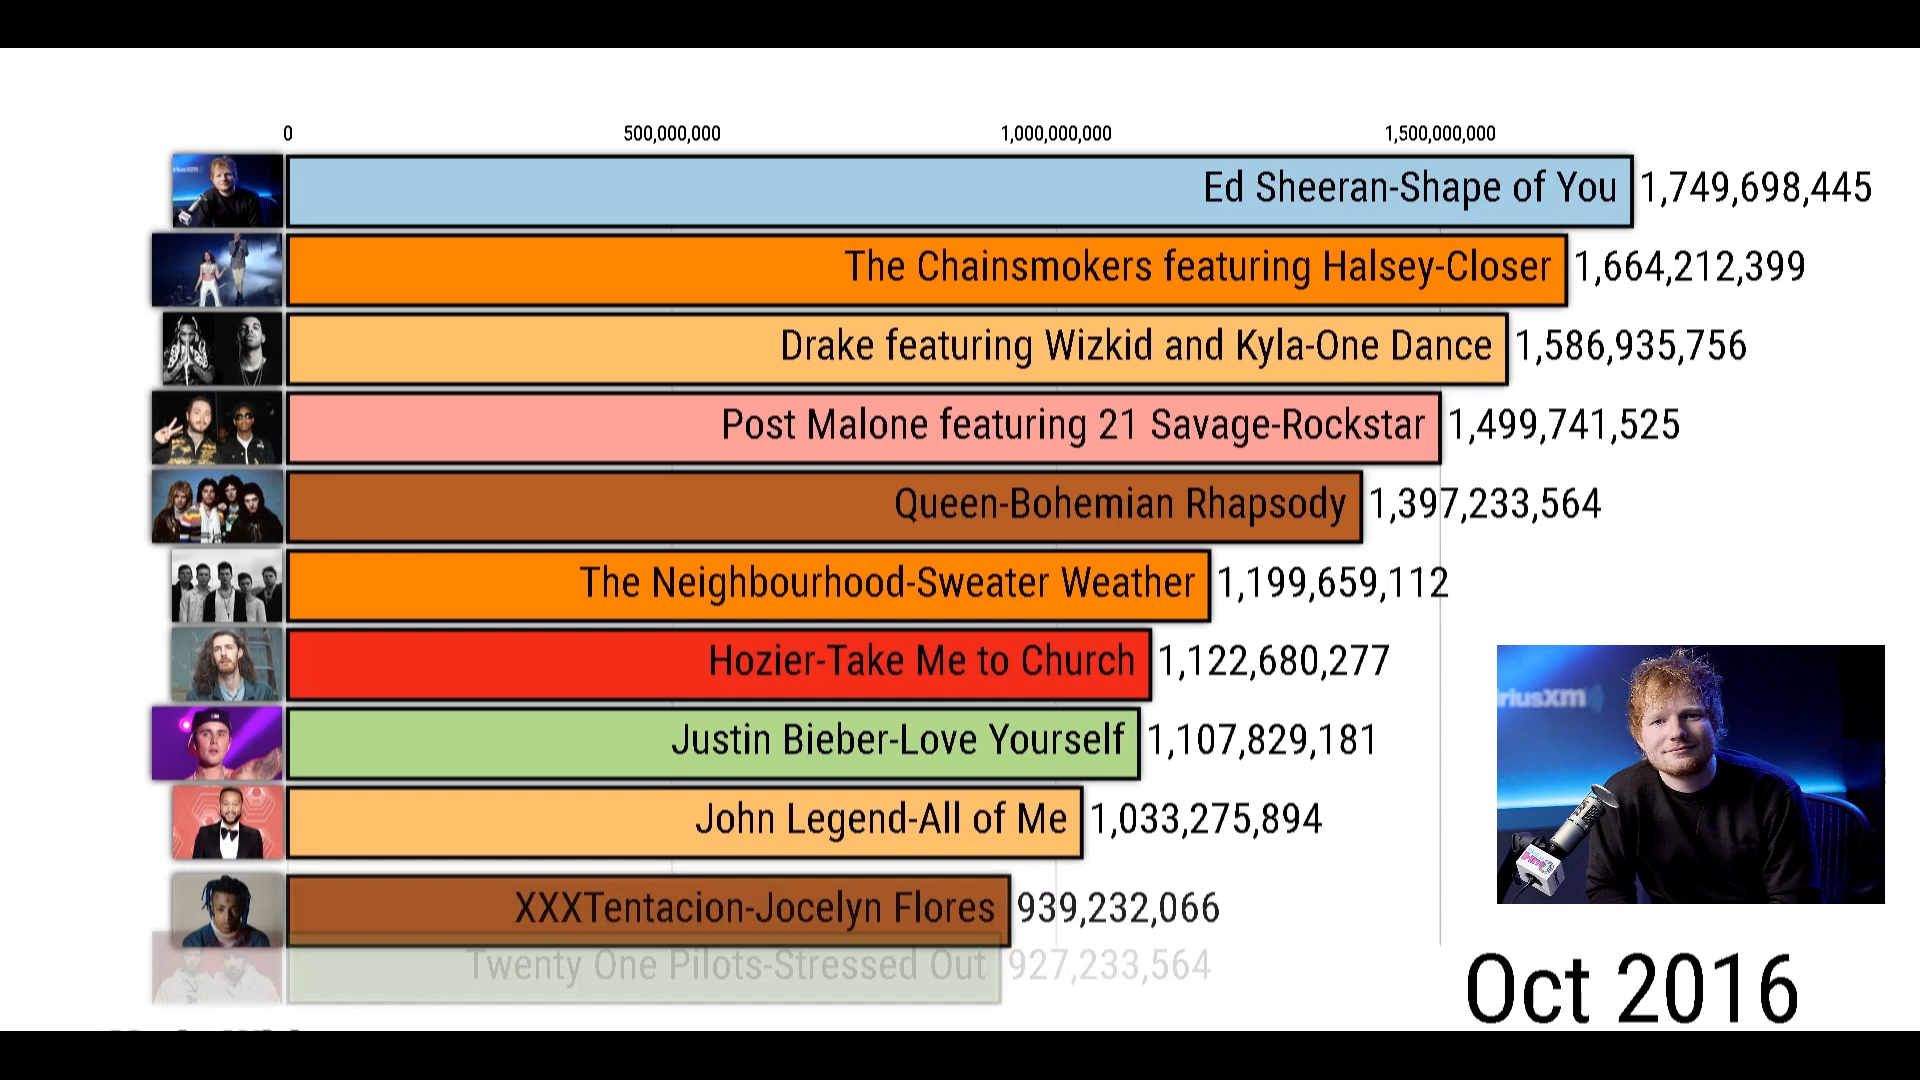 0 500,000,000 1,000,000,000 1,500,000,000
Ed Sheeran-Shape of You 1,749,698,445
The Chainsmokers featuring Halsey-Closer 1,664,212,399
Drake featuring Wizkid and Kyla-One Dance 1,586,935,756
Post Malone featuring 21 Savage-Rockstar 1,499,741,525
Queen-Bohemian Rhapsody 1,397,233,564
The Neighbourhood-Sweater Weather 1,199,659,112
Hozier-Take Me to Church 1,122,680,277
riusxm
Justin Bieber-Love Yourself 1,107,829,181
John Legend-All of Me 1,033,275,894
XXXTentacion-Jocelyn Flores 939,232,066
Twenty One Pilots-Stressed Out 927,233,564
Oct 2016